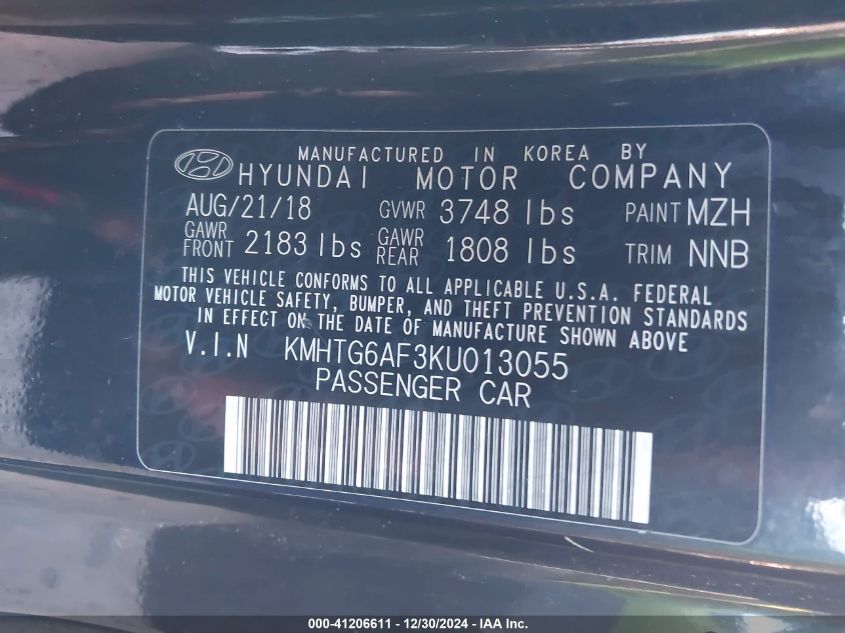 MANUFACTURED IN KOREA BY
HYUNDAI MOTOR COMPANY
AUG/21/18 GVWR 3748 lbs PAINT MZH
GAWR FRONT 2183 lbs GAWR REAR 1808 lbs TRIM NNB
THIS VEHICLE CONFORMS TO ALL APPLICABLE U.S.A. FEDERAL
MOTOR VEHICLE SAFETY, BUMPER, AND THEFT PREVENTION STANDARDS
IN EFFECT ON THE DATE OF MANUFACTURE SHOWN ABOVE
V.I.N KMHTG6AF3KU013055
PASSENGER CAR
000-41206611 - 12/30/2024 - IAA Inc.